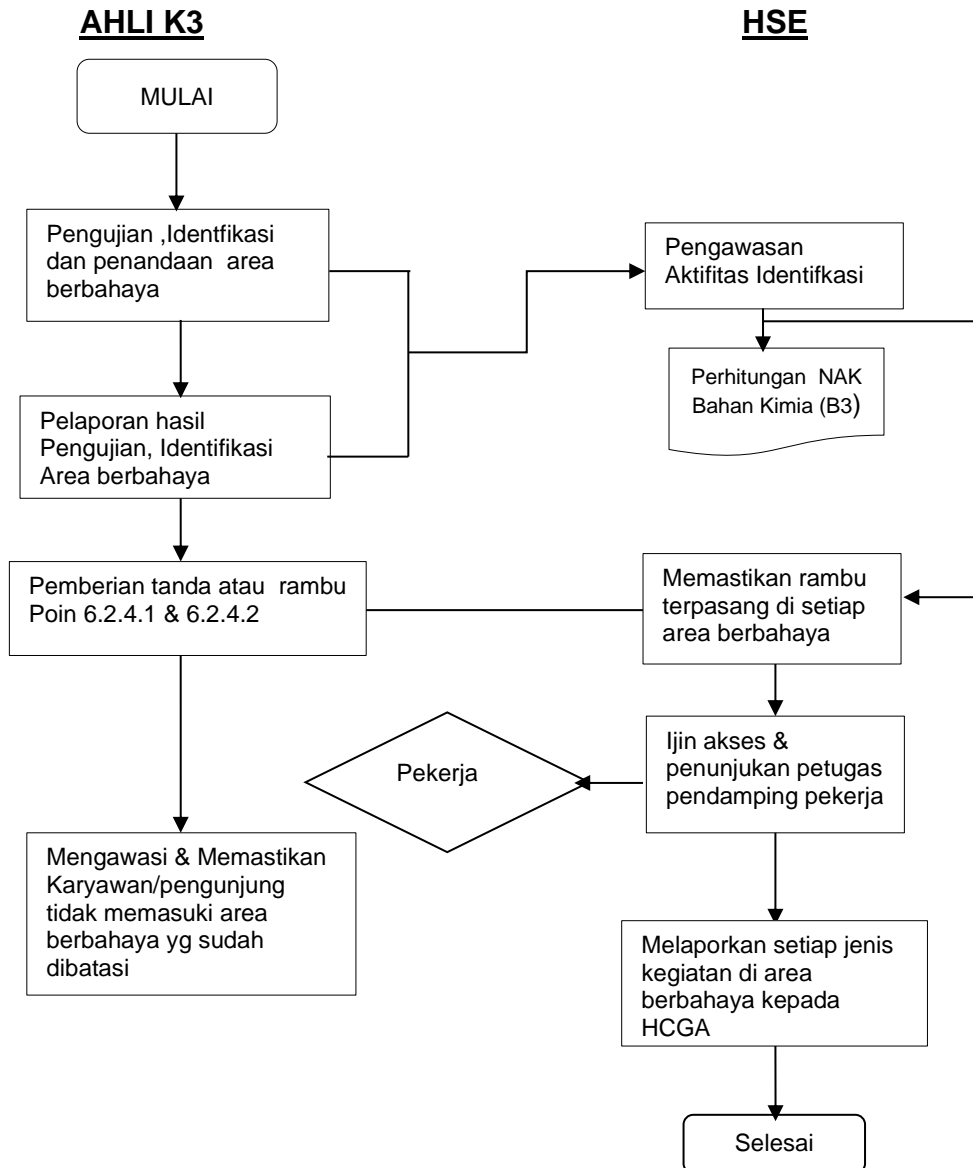 AHLI K3
HSE
MULAI
Pengujian ,Identfikasi
dan penandaan area
berbahaya
Pengawasan
Aktifitas Identifkasi
Perhitungan NAK
Bahan Kimia (B3)
Pelaporan hasil
Pengujian, Identifikasi
Area berbahaya
Pemberian tanda atau rambu
Poin 6.2.4.1 & 6.2.4.2
Memastikan rambu
terpasang di setiap
area berbahaya
Pekerja
Ijin akses &
penunjukan petugas
pendamping pekerja
Mengawasi & Memastikan
Karyawan/pengunjung
tidak memasuki area
berbahaya yg sudah
dibatasi
Melaporkan setiap jenis
kegiatan di area
berbahaya kepada
HCGA
Selesai